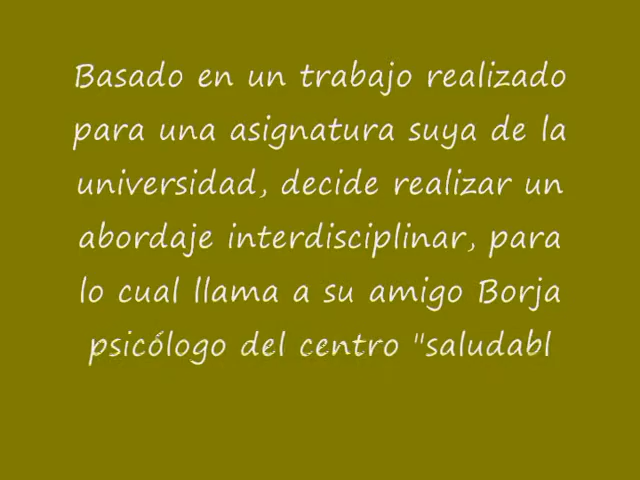 Basado en un trabajo realizado
para una asignatura suya de la
universidad, decide realizar un
abordaje interdisciplinar, para
lo cual llama a su amigo Borja
psicólogo del centro "saludabl